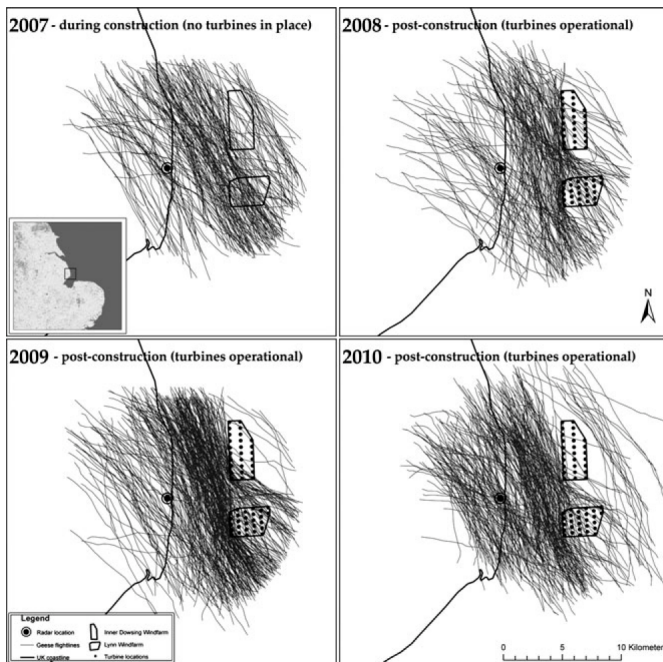 2007 - during construction (no turbines in place)
2008 - post-construction (turbines operational)
N
2009 - post-construction (turbines operational)
2010 - post-construction (turbines operational)
Legend
Radar location
Geese flightlines
UK coastline
Inner Dowsing Windfarm
Lynn Windfarm
Turbine locations
0 5 10 Kilometer